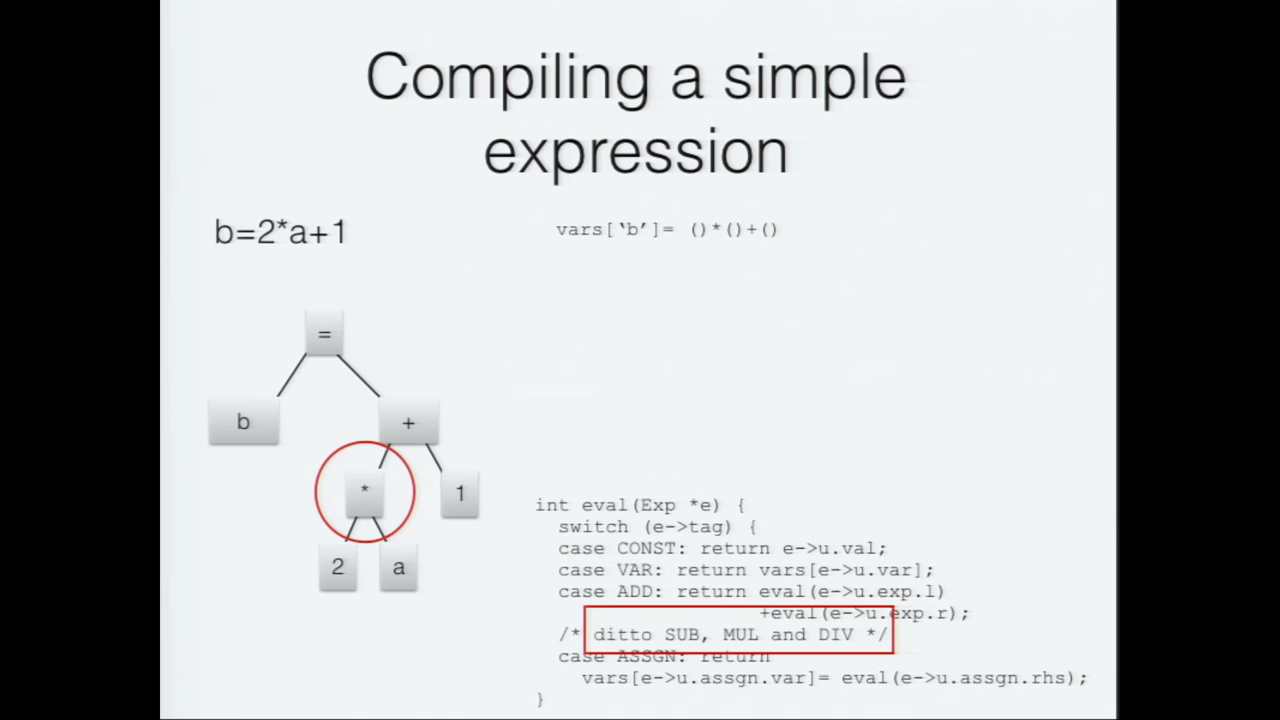 Compiling a simple
expression
b=2*a+1
vars[‘b’]= ()*()+()
=
b
+
*
1
2
a
int eval(Exp *e) {
switch (e->tag) {
case CONST: return e->u.val;
case VAR: return vars[e->u.var];
case ADD: return eval(e->u.exp.l)
+eval(e->u.exp.r);
/* ditto SUB, MUL and DIV */
case ASSGN: return
vars[e->u.assgn.var]= eval(e->u.assgn.rhs);
}